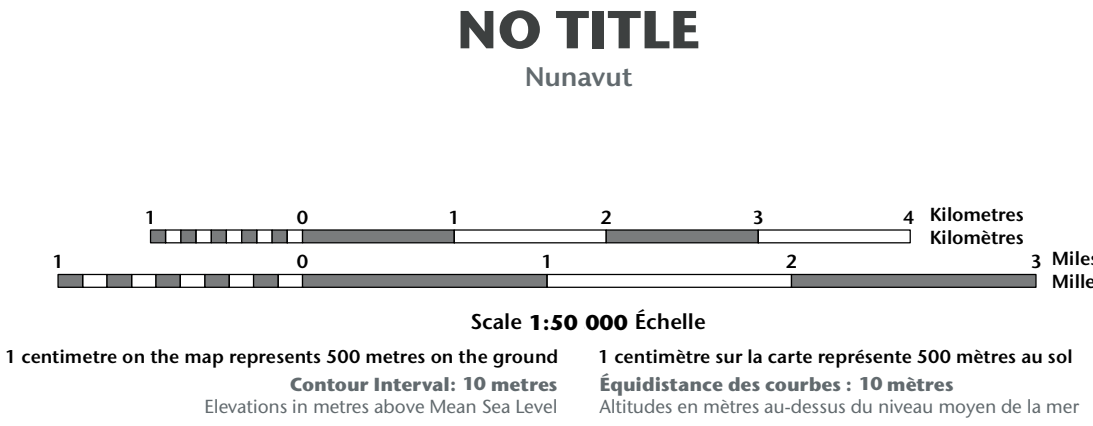 NO TITLE
Nunavut
1 0 1 2 3 4 Kilometres
Kilomètres
1 0 1 2 3 Miles
Mille
Scale 1:50 000 Échelle
1 centimetre on the map represents 500 metres on the ground
1 centimètre sur la carte représente 500 mètres au sol
Contour Interval: 10 metres
Équidistance des courbes : 10 mètres
Elevations in metres above Mean Sea Level
Altitudes en mètres au-dessus du niveau moyen de la mer